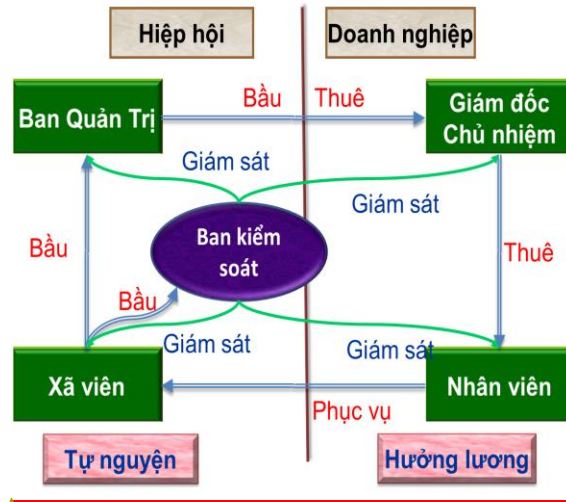 Hiệp hội
Doanh nghiệp
Ban Quản Trị
Bầu
Thuê
Giám đốc
Chủ nhiệm
Giám sát
Giám sát
Bầu
Ban kiểm
soát
Thuê
Bầu
Giám sát
Giám sát
Xã viên
Nhân viên
Phục vụ
Tự nguyện
Hưởng lương